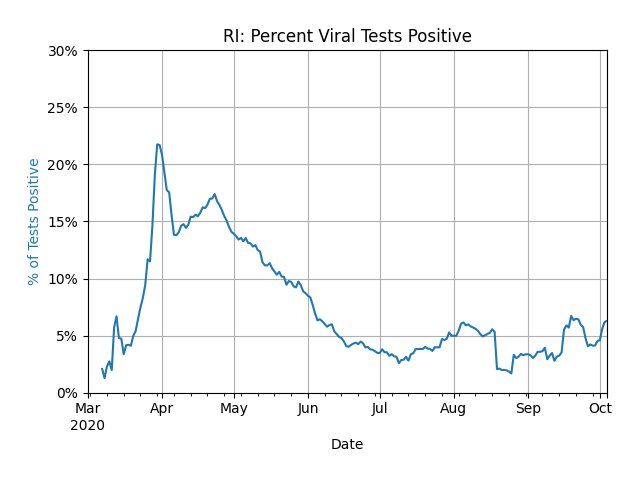 RI: Percent Viral Tests Positive
30%
25%
20%
15%
10%
5%
0%
% of Tests Positive
Mar Apr May Jun Jul Aug Sep Oct
2020
Date